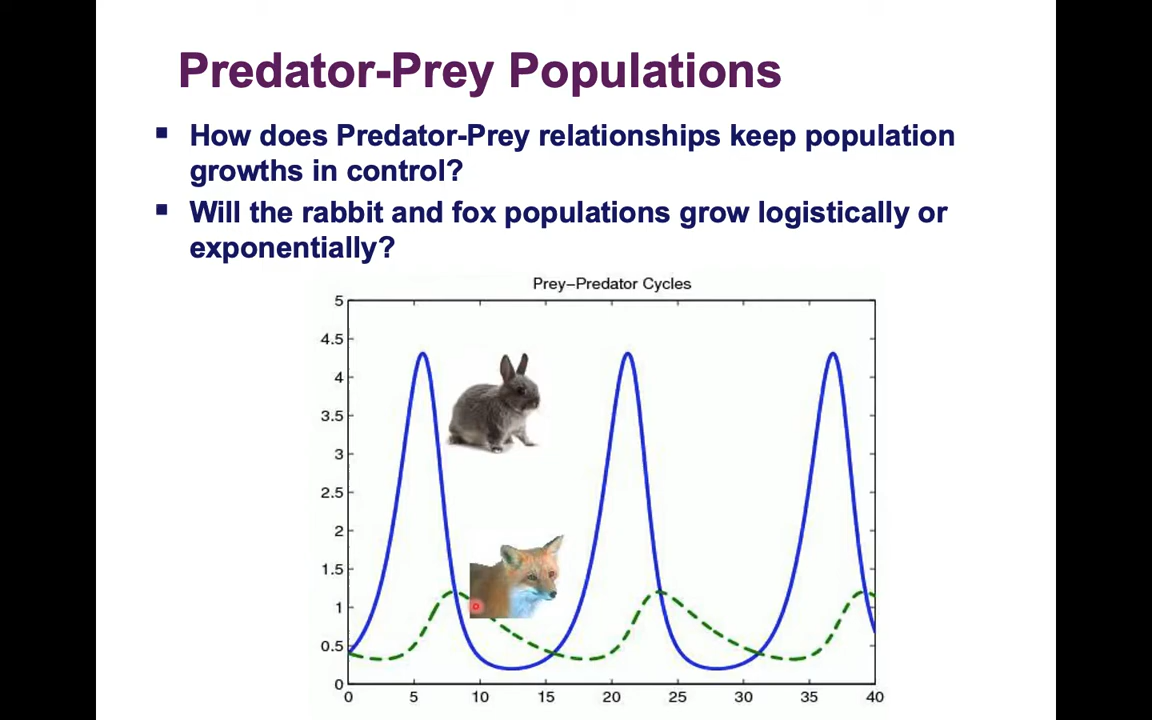 Predator-Prey Populations
How does Predator-Prey relationships keep population
growths in control?
Will the rabbit and fox populations grow logistically or
exponentially?
Prey-Predator Cycles
5
4.5
4
3.5
3
2.5
2
1.5
1
0.5
0
0 5 10 15 20 25 30 35 40